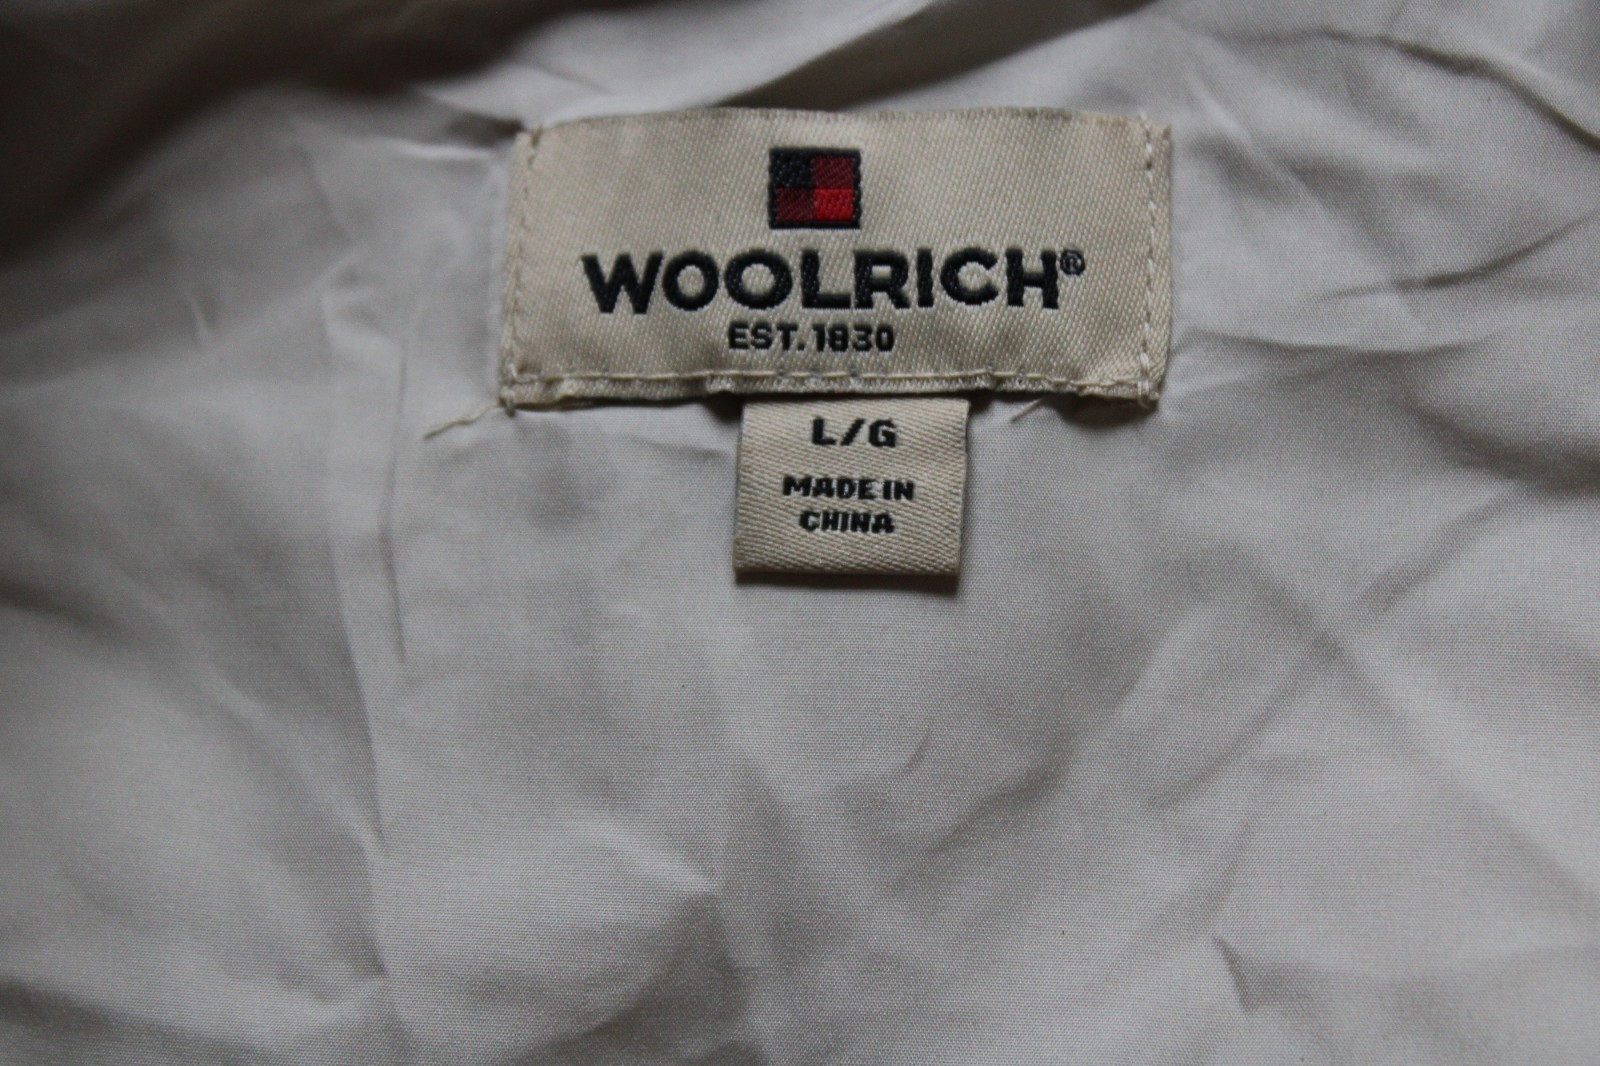 WOOLRICH®
EST. 1830
L/G
MADE IN
CHINA